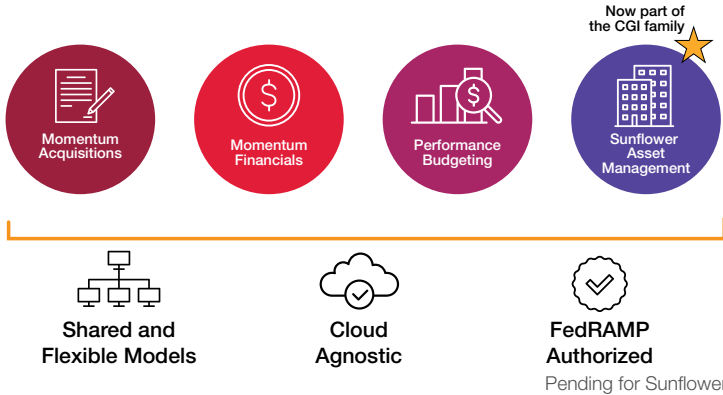 Now part of
the CGI family
Momentum
Acquisitions
Momentum
Financials
Performance
Budgeting
Sunflower
Asset
Management
Shared and
Flexible Models
Cloud
Agnostic
FedRAMP
Authorized
Pending for Sunflower